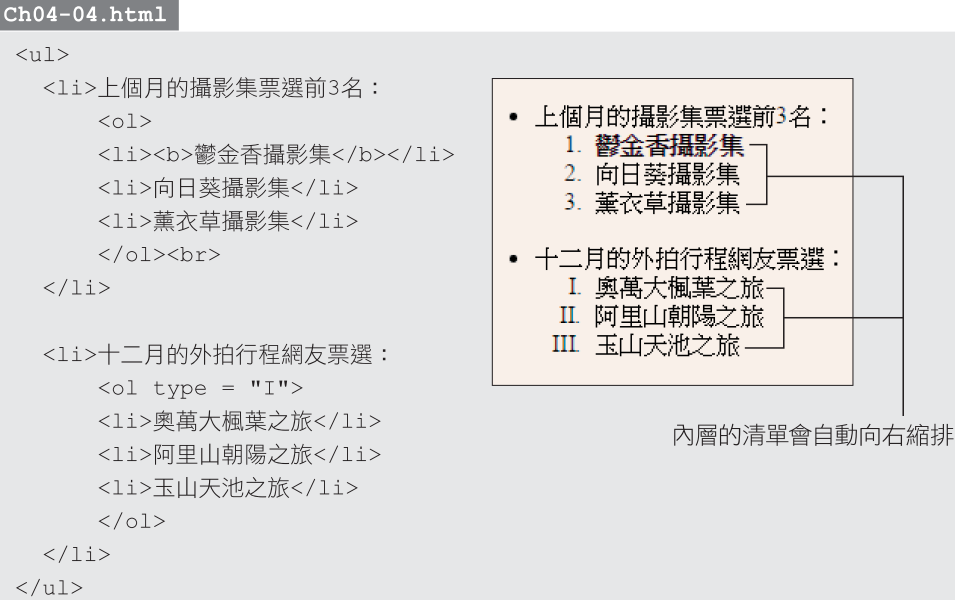 Ch04-04.html
<ul>
<li>上個月的攝影集票選前3名：
<ol>
<li><b>鬱金香攝影集</b></li>
<li>向日葵攝影集</li>
<li>薰衣草攝影集</li>
</ol><br>
</li>
<li>十二月的外拍行程網友票選：
<ol type = "I">
<li>奧萬大楓葉之旅</li>
<li>阿里山朝陽之旅</li>
<li>玉山天池之旅</li>
</ol>
</li>
</ul>
• 上個月的攝影集票選前3名：
1. 鬱金香攝影集
2. 向日葵攝影集
3. 薰衣草攝影集
• 十二月的外拍行程網友票選：
I. 奧萬大楓葉之旅
II. 阿里山朝陽之旅
III. 玉山天池之旅
內層的清單會自動向右縮排